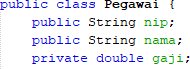 public class Pegawai {
    public String nip;
    public String nama;
    private double gaji;